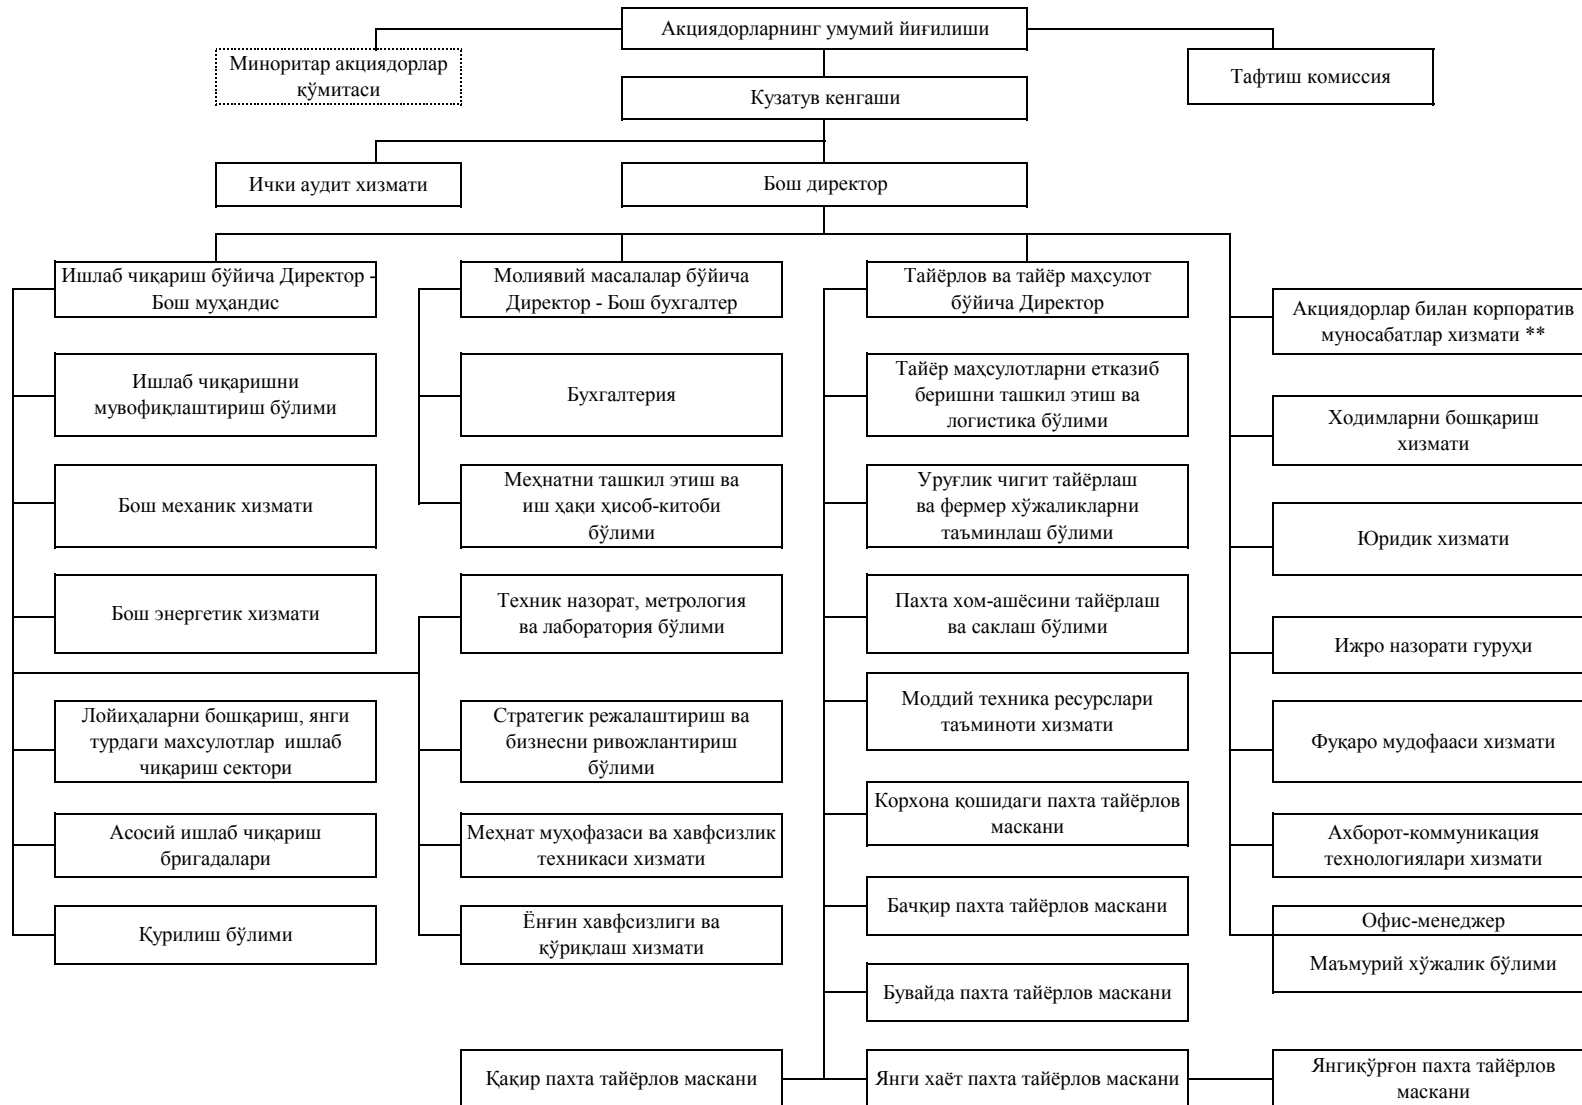 Акциядорларнинг умумий йиғилиши
Миноритар акциядорлар
қўмитаси
Тафтиш комиссия
Кузатув кенгаши
Ички аудит хизмати
Бош директор
Ишлаб чиқариш бўйича Директор -
Бош муҳандис
Молиявий масалалар бўйича
Директор - Бош бухгалтер
Тайёрлов ва тайёр маҳсулот
бўйича Директор
Акциядорлар билан корпоратив
муносабатлар хизмати **
Ишлаб чиқаришни
мувофиқлаштириш бўлими
Бухгалтерия
Тайёр маҳсулотларни етказиб
беришни ташкил этиш ва
логистика бўлими
Ходимларни бошқариш
хизмати
Бош механик хизмати
Меҳнатни ташкил этиш ва
иш ҳақи ҳисоб-китоби
бўлими
Уруғлик чигит тайёрлаш
ва фермер хўжаликларни
таъминлаш бўлими
Юридик хизмати
Бош энергетик хизмати
Техник назорат, метрология
ва лаборатория бўлими
Пахта хом-ашёсини тайёрлаш
ва саклаш бўлими
Ижро назорати гуруҳи
Лойиҳаларни бошқариш, янги
турдаги махсулотлар ишлаб
чиқариш сектори
Стратегик режалаштириш ва
бизнесни ривожлантириш
бўлими
Моддий техника ресурслари
таъминоти хизмати
Фуқаро мудофааси хизмати
Асосий ишлаб чиқариш
бригадалари
Меҳнат муҳофазаси ва хавфсизлик
техникаси хизмати
Корхона қошидаги пахта тайёрлов
маскани
Ахборот-коммуникация
технологиялари хизмати
Қурилиш бўлими
Ёнғин хавфсизлиги ва
қўриқлаш хизмати
Бачқир пахта тайёрлов маскани
Офис-менеджер
Маъмурий хўжалик бўлими
Бувайда пахта тайёрлов маскани
Қақир пахта тайёрлов маскани
Янги хаёт пахта тайёрлов маскани
Янгиқўрғон пахта тайёрлов
маскани